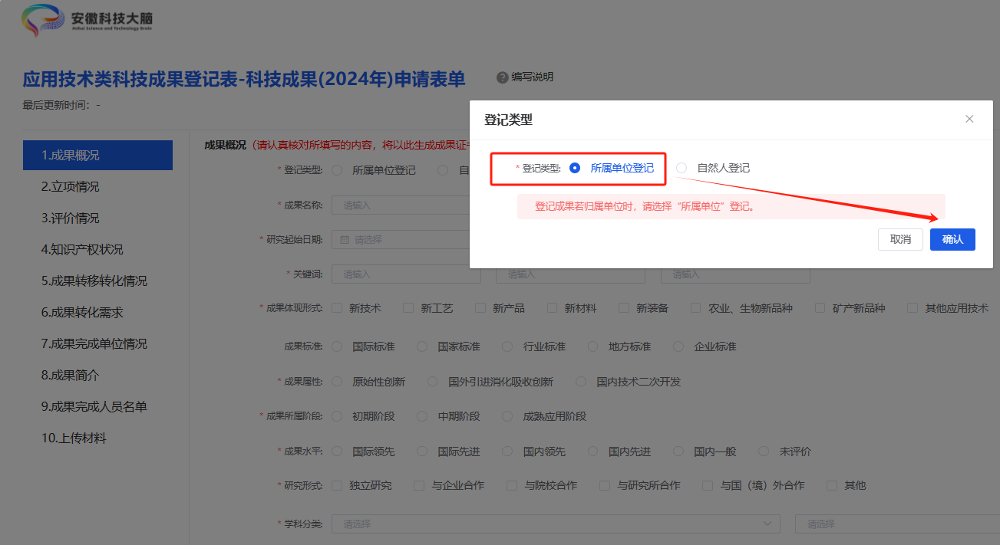 安徽科技大脑
Anhui Science and Technology Brain
应用技术类科技成果登记表-科技成果(2024年)申请表单
? 编写说明
最后更新时间: -
登记类型
* 登记类型: 所属单位登记 自然人登记
登记成果若归属单位时，请选择“所属单位”登记。
取消 确认
1.成果概况
2.立项情况
3.评价情况
4.知识产权状况
5.成果转移转化情况
6.成果转化需求
7.成果完成单位情况
8.成果简介
9.成果完成人员名单
10.上传材料
成果概况（请认真核对所填写的内容，将以此生成成果证
* 登记类型: 所属单位登记 自
* 成果名称: 请输入
* 研究起始日期: 请选择
* 关键词: 请输入 请输入 请输入
* 成果体现形式: 新技术 新工艺 新产品 新材料 新装备 农业、生物新品种 矿产新品种 其他应用技术
成果标准: 国际标准 国家标准 行业标准 地方标准 企业标准
* 成果属性: 原始性创新 国外引进消化吸收创新 国内技术二次开发
* 成果所属阶段: 初期阶段 中期阶段 成熟应用阶段
* 成果水平: 国际领先 国际先进 国内领先 国内先进 国内一般 未评价
* 研究形式: 独立研究 与企业合作 与院校合作 与研究所合作 与国（境）外合作 其他
* 学科分类: 请选择 请选择